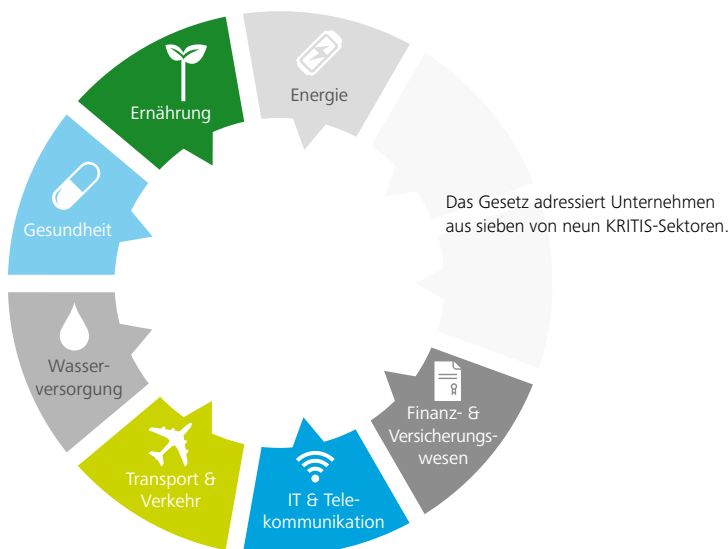 Energie
Ernährung
Das Gesetz adressiert Unternehmen
aus sieben von neun KRITIS-Sektoren.
Gesundheit
Wasser-
versorgung
Finanz- &
Versicherungs-
wesen
Transport &
Verkehr
IT & Tele-
kommunikation